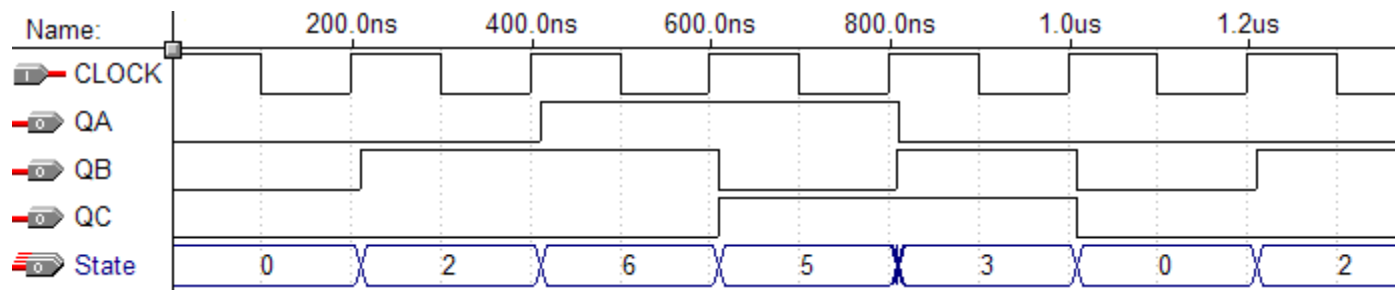 Name: 200.0ns 400.0ns 600.0ns 800.0ns 1.0us 1.2us
I CLOCK
O QA
O QB
O QC
O State 0 2 6 5 3 0 2